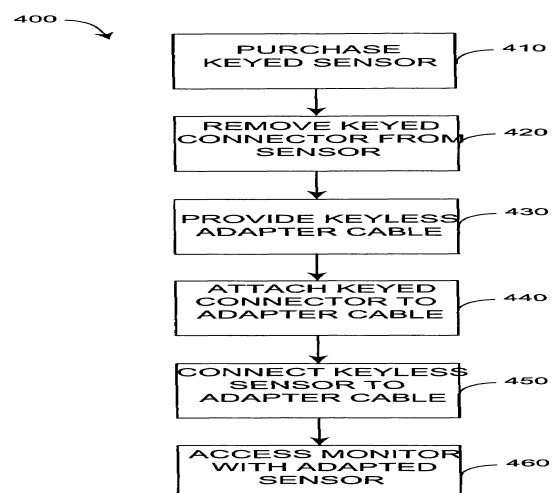 400
PURCHASE
KEYED SENSOR
410
REMOVE KEYED
CONNECTOR FROM
SENSOR
420
PROVIDE KEYLESS
ADAPTER CABLE
430
ATTACH KEYED
CONNECTOR TO
ADAPTER CABLE
440
CONNECT KEYLESS
SENSOR TO
ADAPTER CABLE
450
ACCESS MONITOR
WITH ADAPTED
SENSOR
460